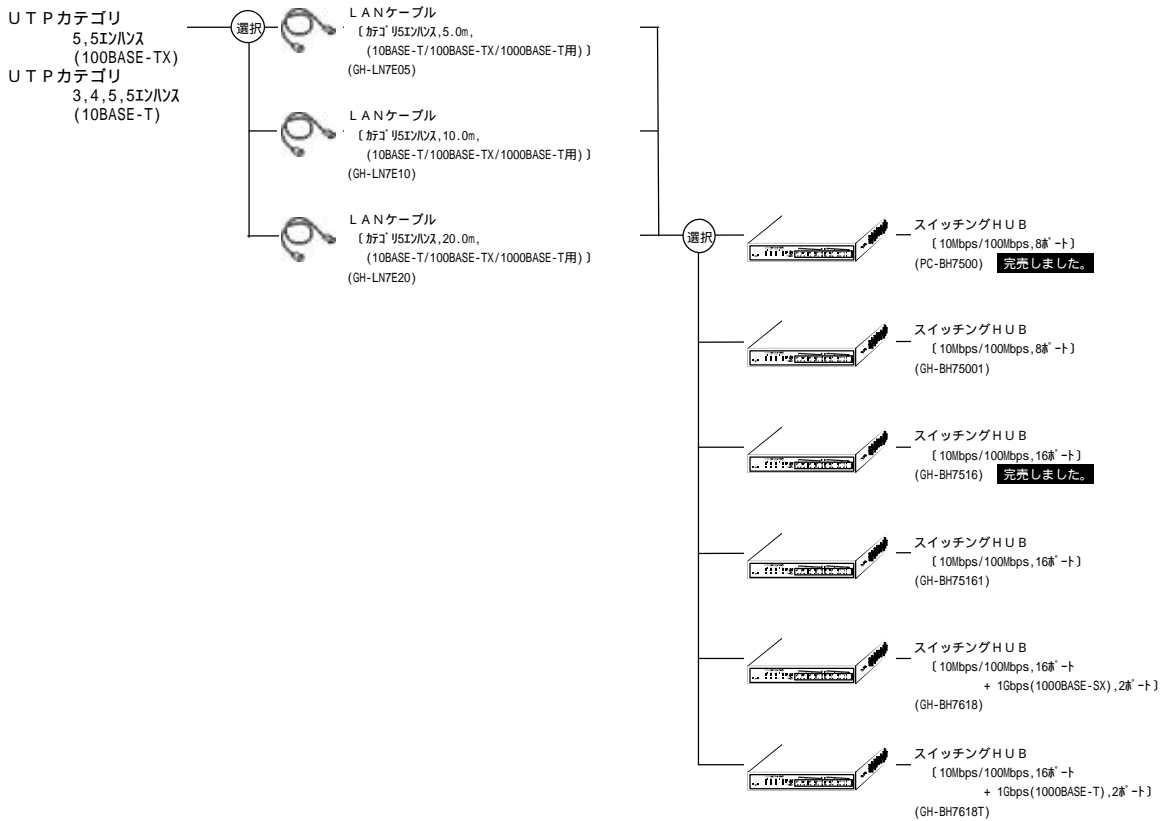 ＵＴＰカテゴリ
5,5ｴﾝﾊﾝｽ
(100BASE-TX)
ＵＴＰカテゴリ
3,4,5,5ｴﾝﾊﾝｽ
(10BASE-T)
選択
ＬＡＮケーブル
〔ｶﾃｺﾞﾘ5ｴﾝﾊﾝｽ,5.0m,
(10BASE-T/100BASE-TX/1000BASE-T用)〕
(GH-LN7E05)
ＬＡＮケーブル
〔ｶﾃｺﾞﾘ5ｴﾝﾊﾝｽ,10.0m,
(10BASE-T/100BASE-TX/1000BASE-T用)〕
(GH-LN7E10)
ＬＡＮケーブル
〔ｶﾃｺﾞﾘ5ｴﾝﾊﾝｽ,20.0m,
(10BASE-T/100BASE-TX/1000BASE-T用)〕
(GH-LN7E20)
選択
スイッチングＨＵＢ
〔10Mbps/100Mbps,8ﾎﾟｰﾄ〕
(PC-BH7500) 完売しました。
スイッチングＨＵＢ
〔10Mbps/100Mbps,8ﾎﾟｰﾄ〕
(GH-BH75001)
スイッチングＨＵＢ
〔10Mbps/100Mbps,16ﾎﾟｰﾄ〕
(GH-BH7516) 完売しました。
スイッチングＨＵＢ
〔10Mbps/100Mbps,16ﾎﾟｰﾄ〕
(GH-BH75161)
スイッチングＨＵＢ
〔10Mbps/100Mbps,16ﾎﾟｰﾄ
+ 1Gbps(1000BASE-SX),2ﾎﾟｰﾄ〕
(GH-BH7618)
スイッチングＨＵＢ
〔10Mbps/100Mbps,16ﾎﾟｰﾄ
+ 1Gbps(1000BASE-T),2ﾎﾟｰﾄ〕
(GH-BH7618T)